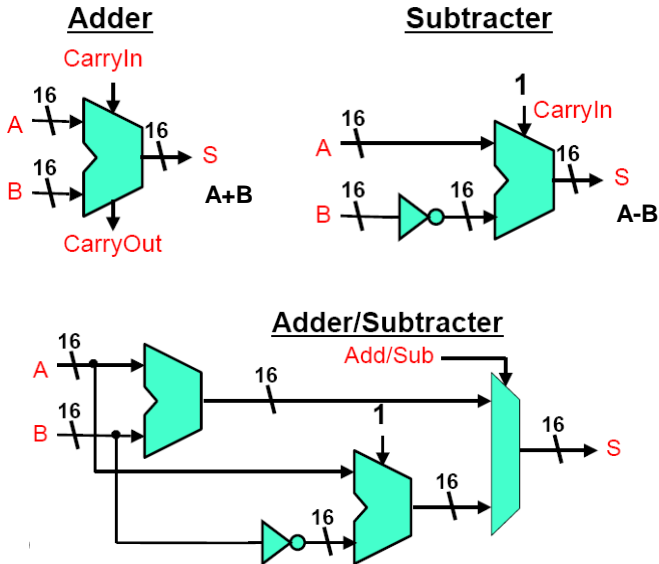 Adder
Subtracter
CarryIn
16
A
16
S
16
B
A+B
CarryOut
1
CarryIn
16
A
16
S
16
B
16
A-B
Adder/Subtracter
Add/Sub
16
A
16
16
B
1
16
S
16
16